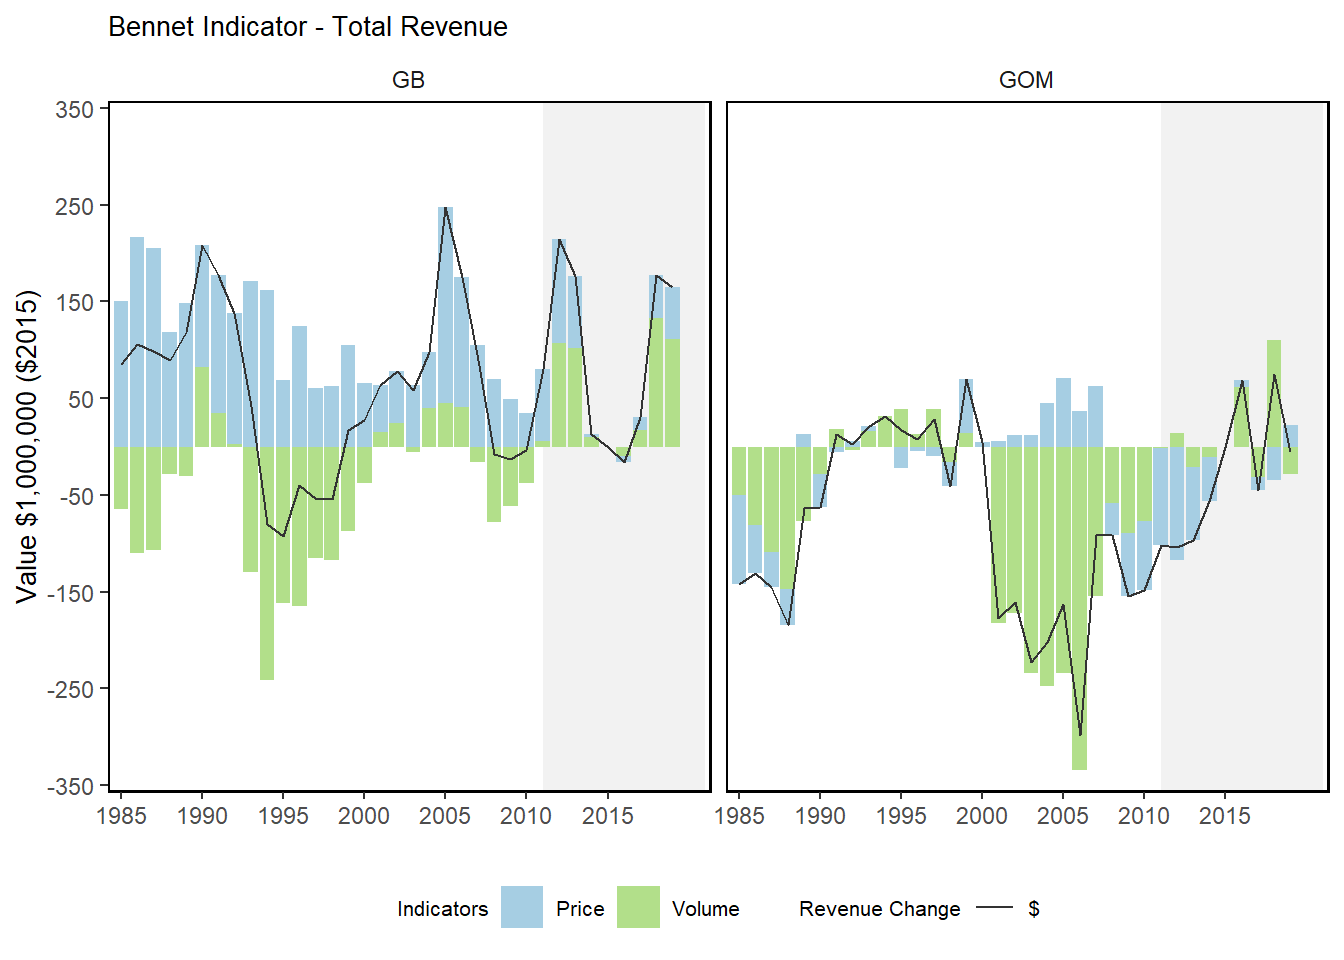 Bennet Indicator - Total Revenue
GB
GOM
Value $1,000,000 ($2015)
350
250
150
50
-50
-150
-250
-350
1985 1990 1995 2000 2005 2010 2015
1985 1990 1995 2000 2005 2010 2015
Indicators Price Volume Revenue Change $